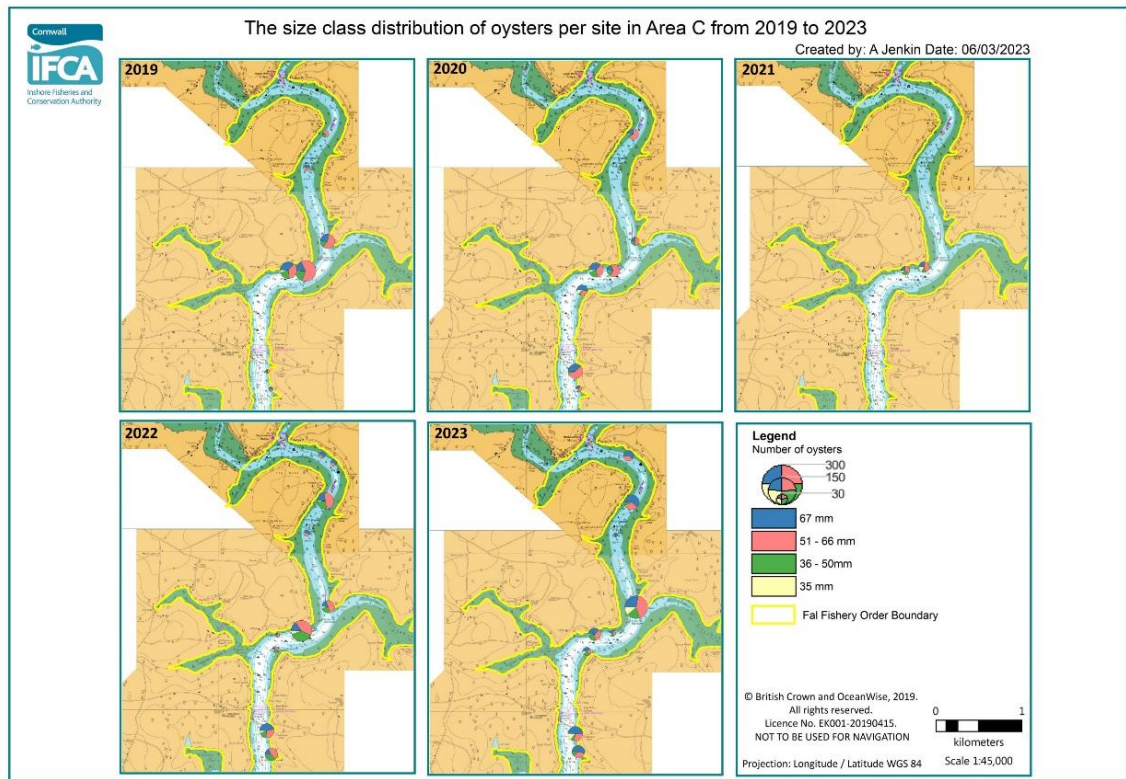 The size class distribution of oysters per site in Area C from 2019 to 2023
Created by: A Jenkin Date: 06/03/2023
Cornwall
IFCA
Inshore Fisheries and
Conservation Authority
2019
2020
2021
2022
2023
Legend
Number of oysters
300
150
30
67 mm
51 - 66 mm
36 - 50mm
35 mm
Fal Fishery Order Boundary
© British Crown and OceanWise, 2019.
All rights reserved.
Licence No. EK001-20190415.
NOT TO BE USED FOR NAVIGATION
Projection: Longitude / Latitude WGS 84
0 1
kilometers
Scale 1:45,000